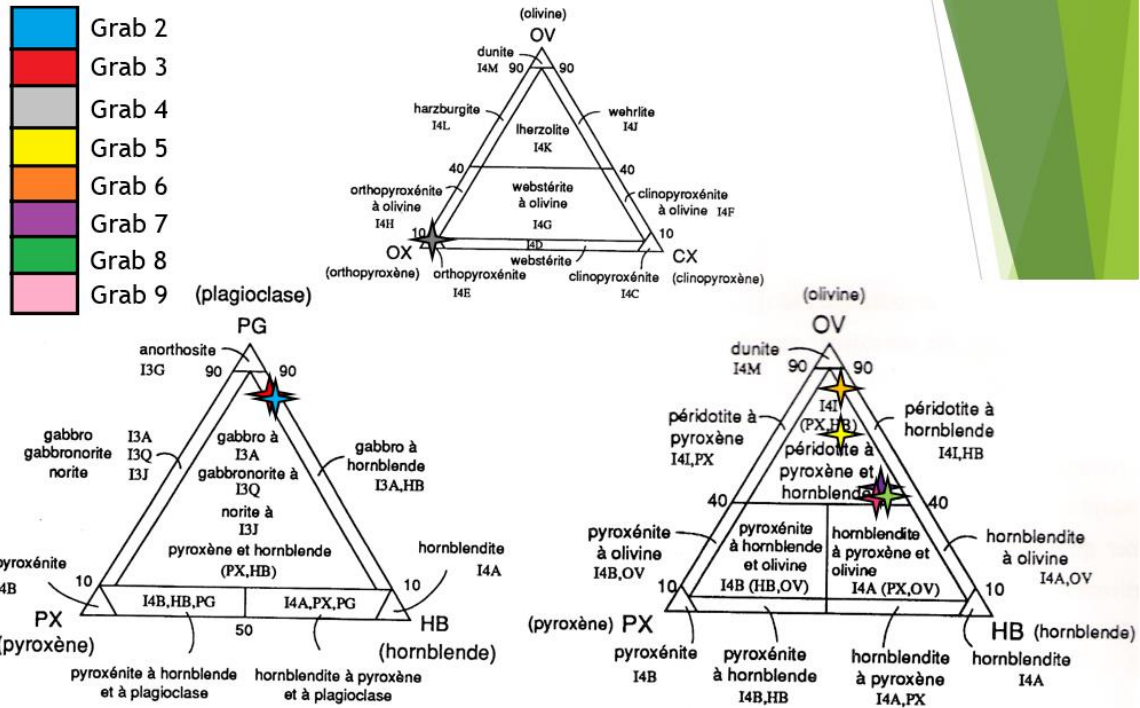 Grab 2
Grab 3
Grab 4
Grab 5
Grab 6
Grab 7
Grab 8
Grab 9
(olivine)
OV
dunite
I4M
90
90
harzburgite
I4L
wehrlite
I4J
lherzolite
I4K
40
40
orthopyroxénite
à olivine
I4H
webstérite
à olivine
I4G
clinopyroxénite
à olivine I4F
10
10
I4D
OX
CX
(orthopyroxène)
orthopyroxénite
I4E
webstérite
clinopyroxénite
I4C
(clinopyroxène)
(plagioclase)
PG
anorthosite
I3G
90
90
gabbro
gabbronorite
norite
I3A
I3Q
I3J
gabbro à
I3A
gabbronorite à
I3Q
norite à
I3J
pyroxène et hornblende
(PX,HB)
gabbro à
hornblende
I3A,HB
pyroxénite
4B
hornblendite
I4A
10
10
I4B,HB,PG
I4A,PX,PG
PX
(pyroxène)
50
HB
(hornblende)
pyroxénite à hornblende
et à plagioclase
hornblendite à pyroxène
et à plagioclase
(olivine)
OV
dunite
I4M
90
90
péridotite à
pyroxène
I4I,PX
I4I
(PX,HB)
péridotite à
pyroxène et
hornblende
péridotite à
hornblende
I4I,HB
40
40
pyroxénite
à olivine
I4B,OV
pyroxénite
à hornblende
et olivine
I4B (HB,OV)
hornblendite
à pyroxène et
olivine
I4A (PX,OV)
hornblendite
à olivine
I4A,OV
10
10
(pyroxène) PX
HB (hornblende)
pyroxénite
I4B
pyroxénite
à hornblende
I4B,HB
hornblendite
à pyroxène
I4A,PX
hornblendite
I4A